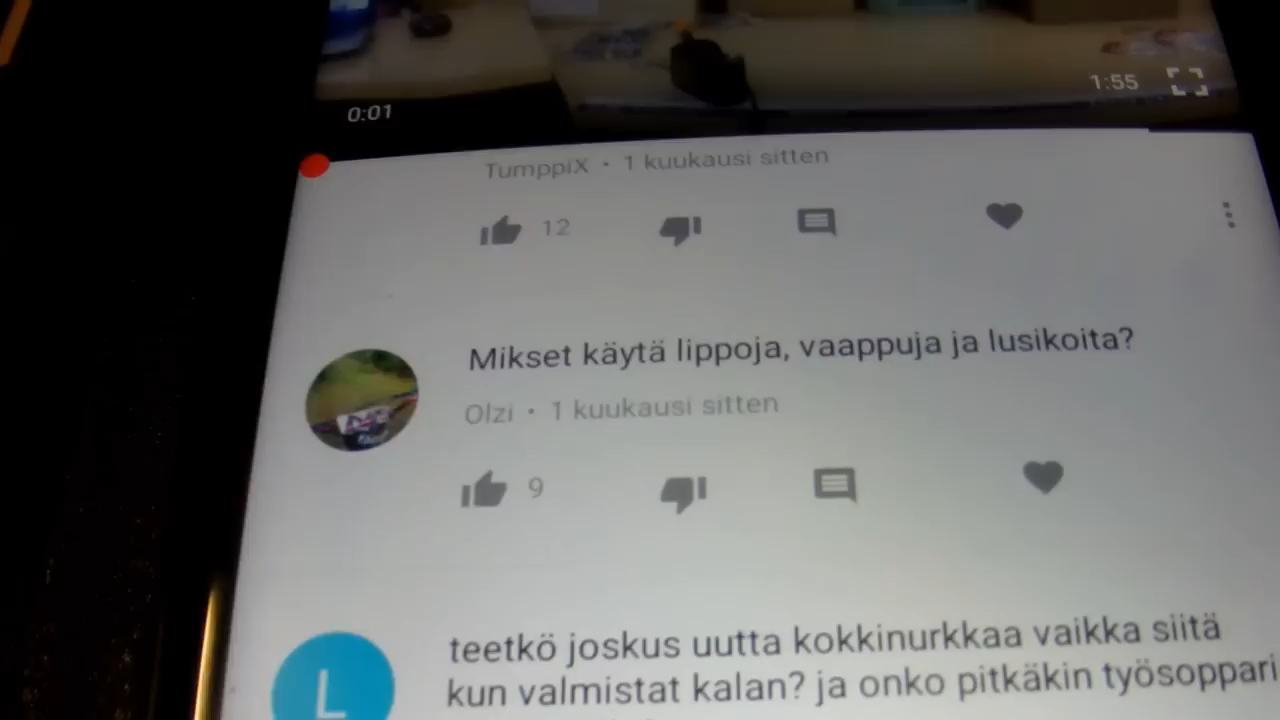 1:55
0:01
TumppiX • 1 kuukausi sitten
12
Mikset käytä lippoja, vaappuja ja lusikoita?
Olzi • 1 kuukausi sitten
9
L
teetkö joskus uutta kokkinurkkaa vaikka siitä
kun valmistat kalan? ja onko pitkäkin työsoppari